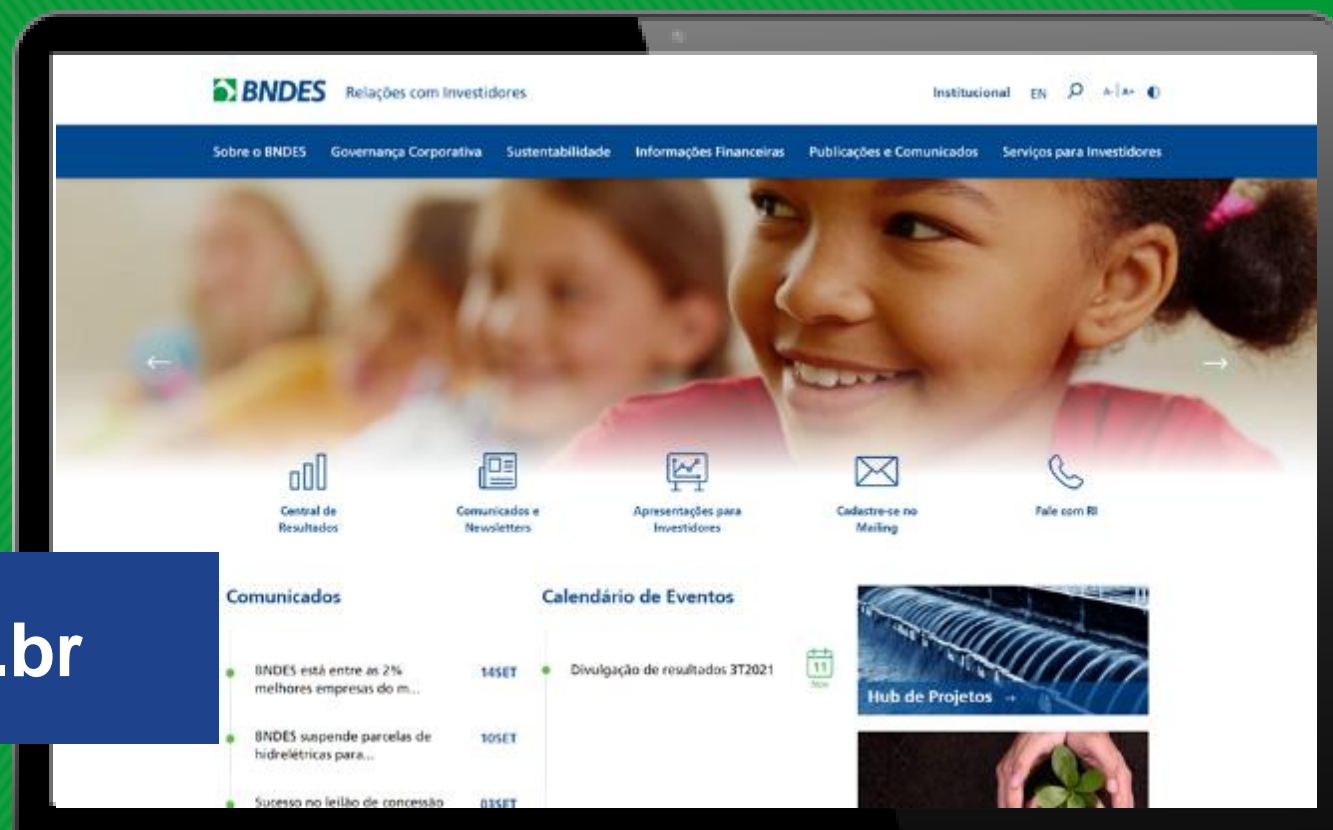 BNDES Relações com Investidores
Institucional EN A-|A+
Sobre o BNDES Governança Corporativa Sustentabilidade Informações Financeiras Publicações e Comunicados Serviços para Investidores
Central de
Resultados
Comunicados e
Newsletters
Apresentações para
Investidores
Cadastre-se no
Mailing
Fale com RI
.br
Comunicados
BNDES está entre as 2%
melhores empresas do m...
14SET
BNDES suspende parcelas de
hidrelétricas para...
10SET
Sucesso no leilão de concessão
03SET
Calendário de Eventos
Divulgação de resultados 3T2021
11
Nov
Hub de Projetos →